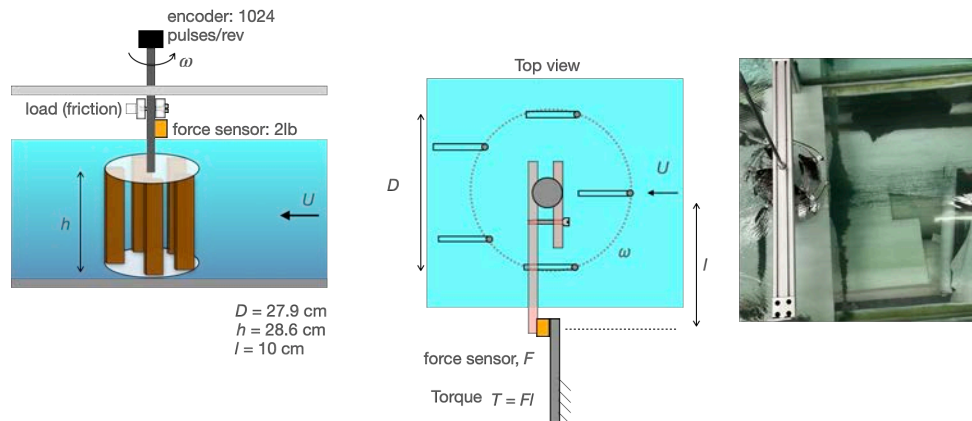 encoder: 1024
pulses/rev
ω
load (friction)
force sensor: 2lb
U
h
D = 27.9 cm
h = 28.6 cm
l = 10 cm
Top view
D
U
ω
l
force sensor, F
Torque T = Fl